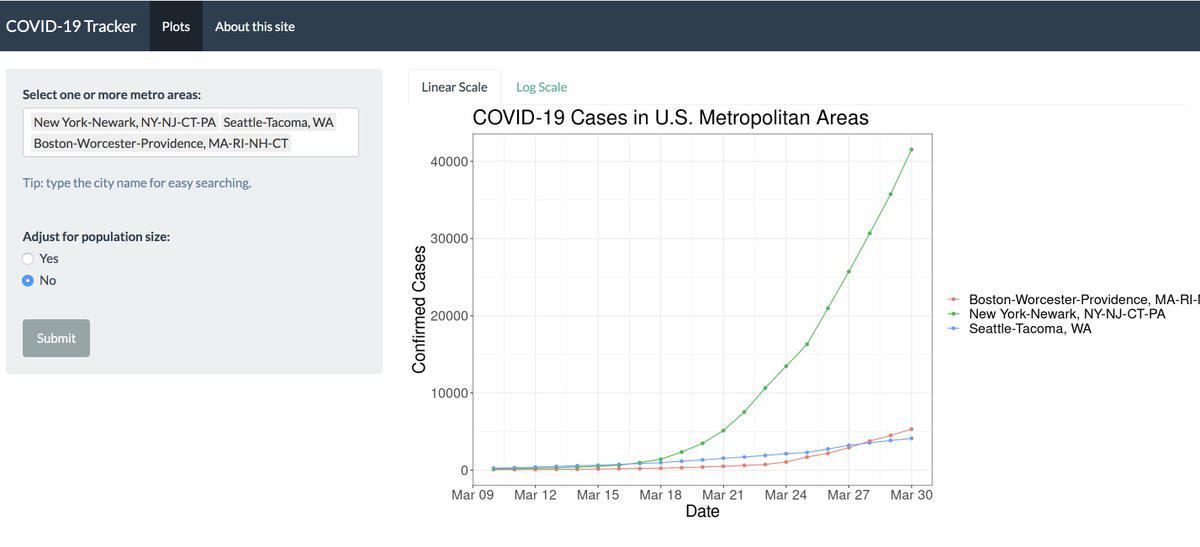 COVID-19 Tracker Plots About this site
Select one or more metro areas:
New York-Newark, NY-NJ-CT-PA Seattle-Tacoma, WA
Boston-Worcester-Providence, MA-RI-NH-CT
Tip: type the city name for easy searching.
Adjust for population size:
Yes
No
Submit
Linear Scale Log Scale
COVID-19 Cases in U.S. Metropolitan Areas
Confirmed Cases
40000
30000
20000
10000
0
Mar 09 Mar 12 Mar 15 Mar 18 Mar 21 Mar 24 Mar 27 Mar 30
Date
Boston-Worcester-Providence, MA-RI-
New York-Newark, NY-NJ-CT-PA
Seattle-Tacoma, WA